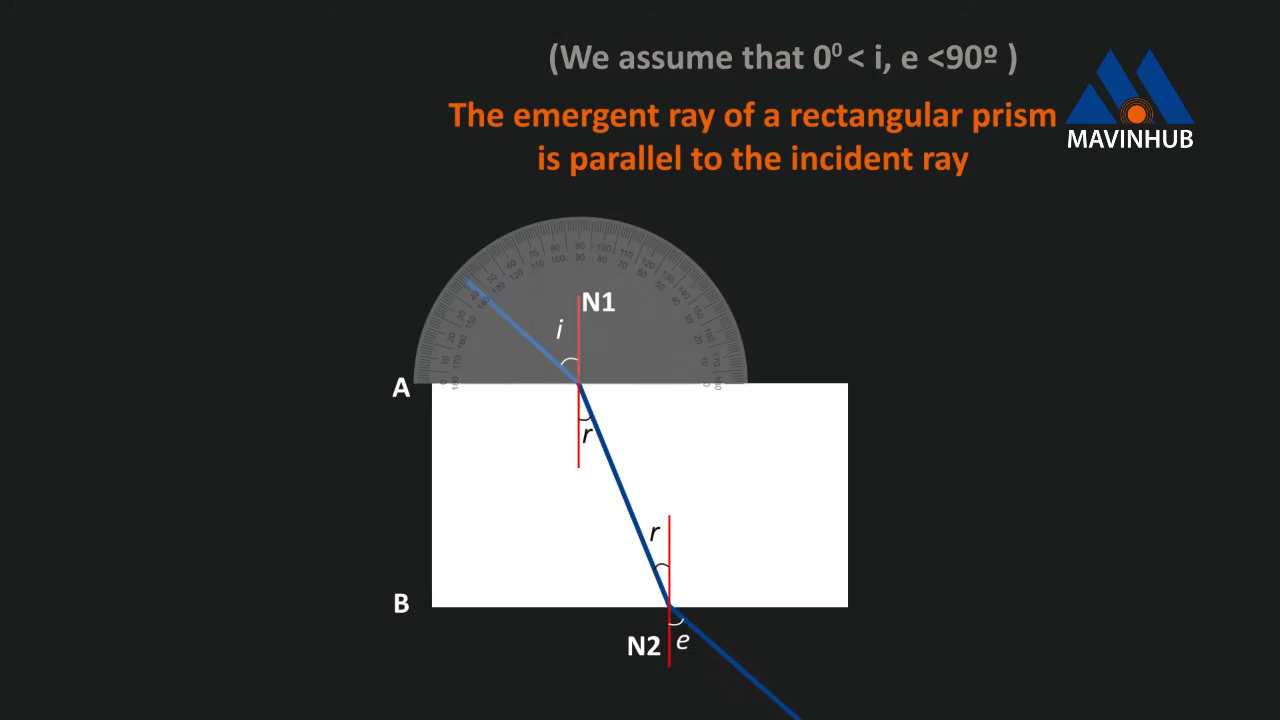 (We assume that 0⁰ < i, e <90º )
The emergent ray of a rectangular prism
is parallel to the incident ray
MAVINHUB
N1
i
A
r
r
B
N2
e